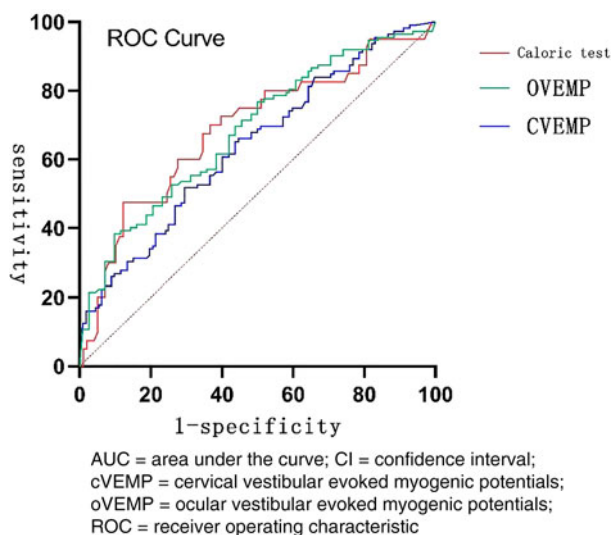 ROC Curve
Caloric test
OVEMP
CVEMP
sensitivity
100
80
60
40
20
0
0 20 40 60 80 100
1-specificity
AUC = area under the curve; CI = confidence interval;
cVEMP = cervical vestibular evoked myogenic potentials;
oVEMP = ocular vestibular evoked myogenic potentials;
ROC = receiver operating characteristic